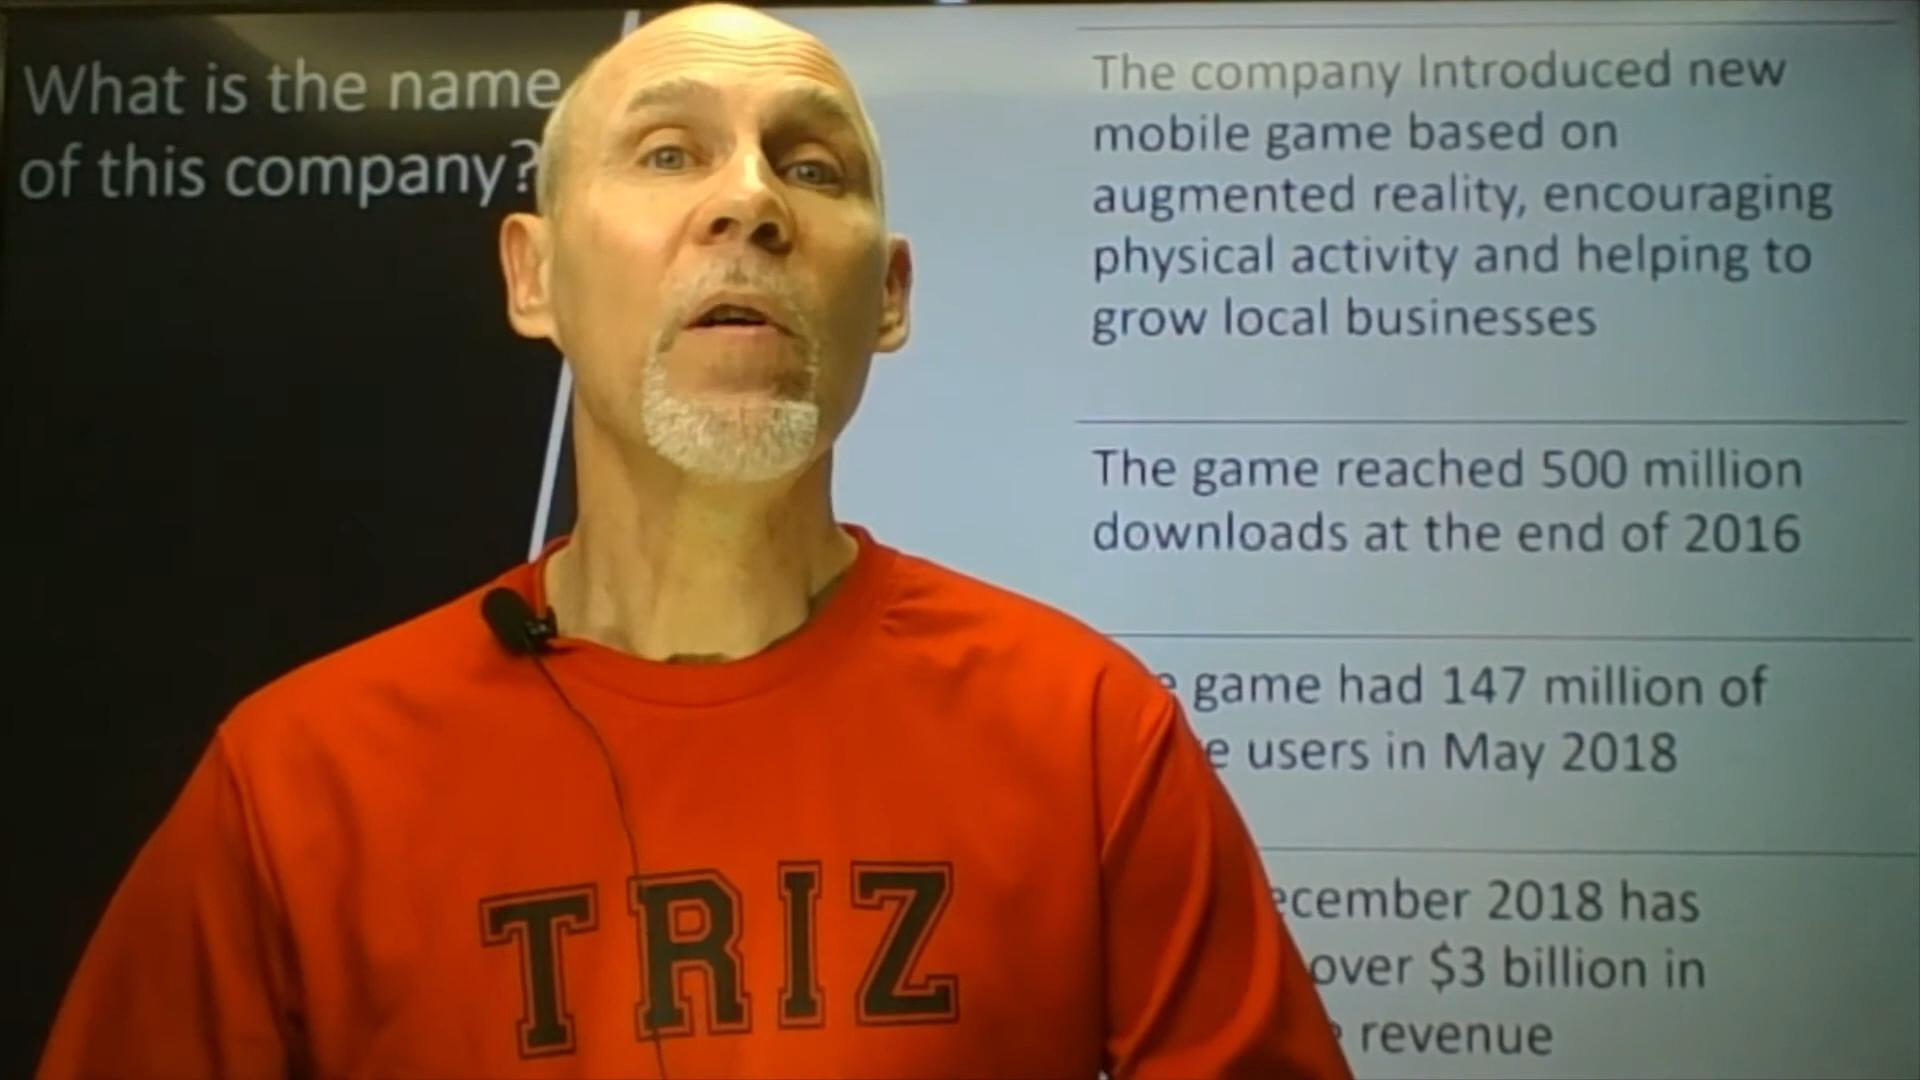 What is the name
of this company?
The company Introduced new
mobile game based on
augmented reality, encouraging
physical activity and helping to
grow local businesses
The game reached 500 million
downloads at the end of 2016
game had 147 million of
users in May 2018
2018 has
over $3 billion in
revenue
TRIZ